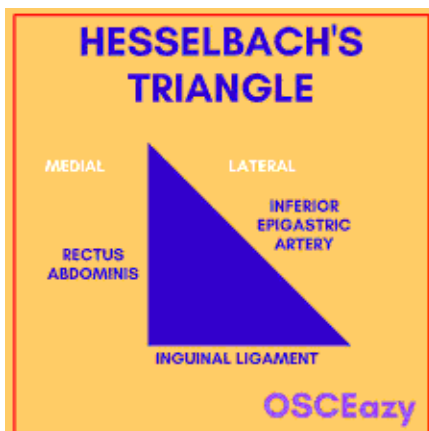 HESSELBACH'S
TRIANGLE
MEDIAL
LATERAL
INFERIOR
EPIGASTRIC
ARTERY
RECTUS
ABDOMINIS
INGUINAL LIGAMENT
OSCEazy